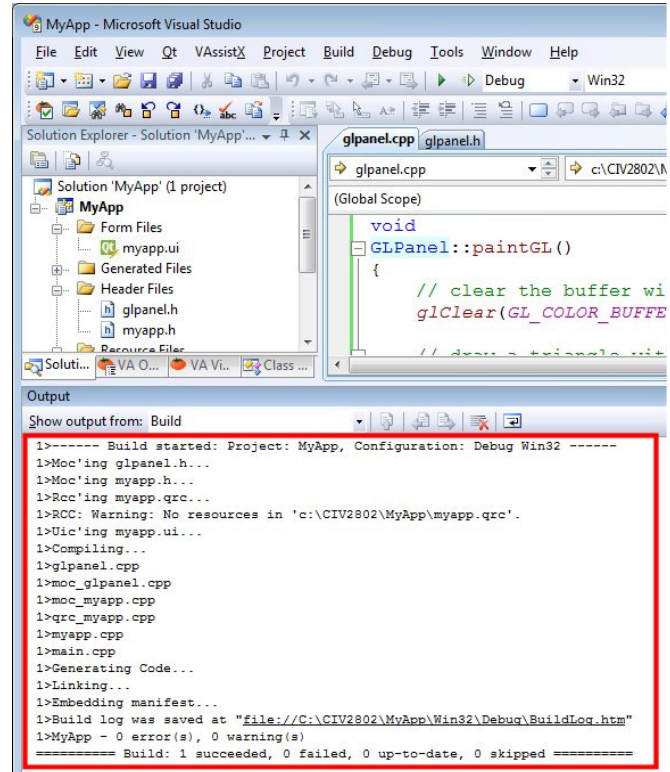 MyApp - Microsoft Visual Studio
File Edit View Qt VAssistX Project Build Debug Tools Window Help
Debug Win32
Solution Explorer - Solution 'MyApp'...
glpanel.cpp glpanel.h
glpanel.cpp
Solution 'MyApp' (1 project)
MyApp
Form Files
myapp.ui
Generated Files
Header Files
glpanel.h
myapp.h
Resource Files
Soluti... VA O... VA Vi... Class ...
c:\CIV2802\M
(Global Scope)
void
GLPanel::paintGL()
{
// clear the buffer wi
glClear(GL_COLOR_BUFFE
// draw a triangle wit
Output
Show output from: Build
1>------ Build started: Project: MyApp, Configuration: Debug Win32 ------
1>Moc'ing glpanel.h...
1>Moc'ing myapp.h...
1>Rcc'ing myapp.qrc...
1>RCC: Warning: No resources in 'c:\CIV2802\MyApp\myapp.qrc'.
1>Uic'ing myapp.ui...
1>Compiling...
1>glpanel.cpp
1>moc_glpanel.cpp
1>moc_myapp.cpp
1>qrc_myapp.cpp
1>myapp.cpp
1>main.cpp
1>Generating Code...
1>Linking...
1>Embedding manifest...
1>Build log was saved at "file://C:\CIV2802\MyApp\Win32\Debug\BuildLog.htm"
1>MyApp - 0 error(s), 0 warning(s)
========== Build: 1 succeeded, 0 failed, 0 up-to-date, 0 skipped ==========